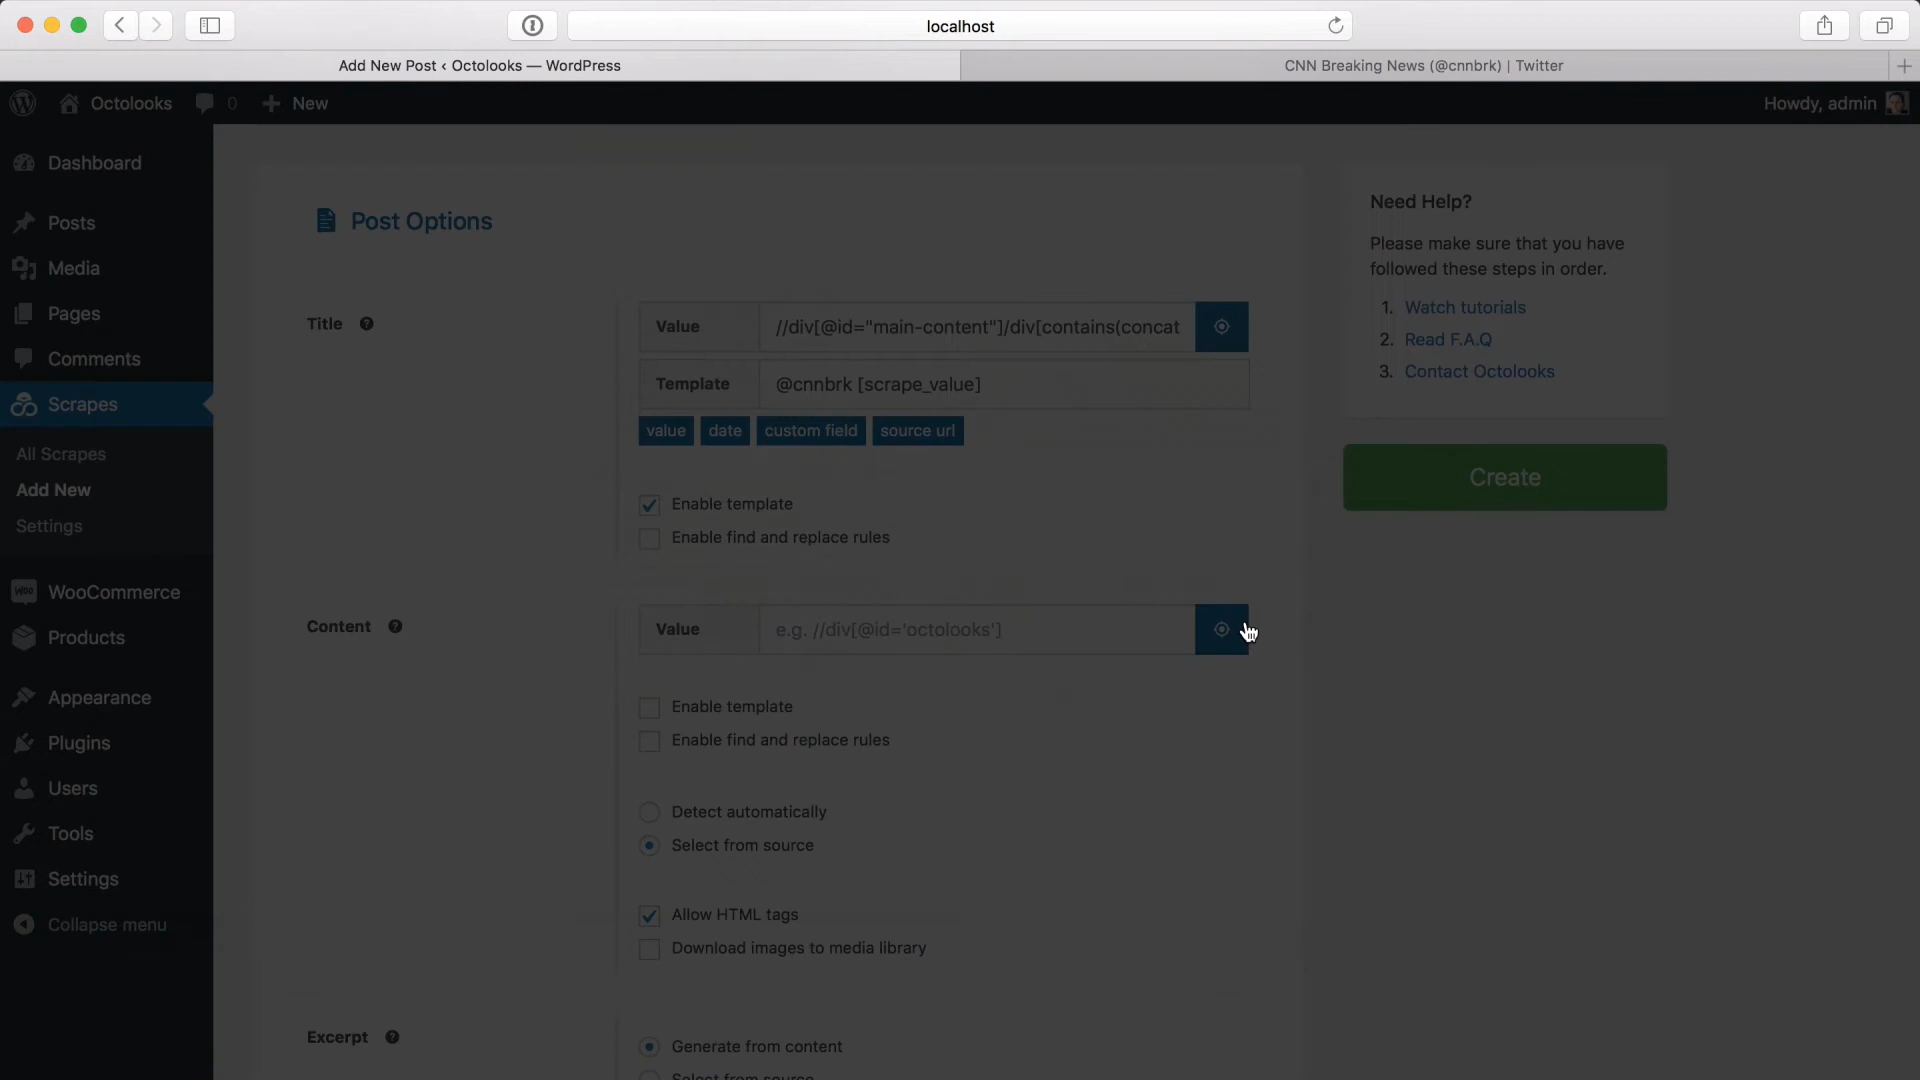 localhost
Add New Post ‹ Octolooks — WordPress
CNN Breaking News (@cnnbrk) | Twitter
Octolooks
0
New
Howdy, admin
Dashboard
Posts
Media
Pages
Comments
Scrapes
All Scrapes
Add New
Settings
WooCommerce
Products
Appearance
Plugins
Users
Tools
Settings
Collapse menu
Post Options
Title
Value
//div[@id="main-content"]/div[contains(concat
Template
@cnnbrk [scrape_value]
value
date
custom field
source url
Enable template
Enable find and replace rules
Content
Value
e.g. //div[@id='octolooks']
Enable template
Enable find and replace rules
Detect automatically
Select from source
Allow HTML tags
Download images to media library
Excerpt
Generate from content
Select from source
Need Help?
Please make sure that you have
followed these steps in order.
1. Watch tutorials
2. Read F.A.Q
3. Contact Octolooks
Create